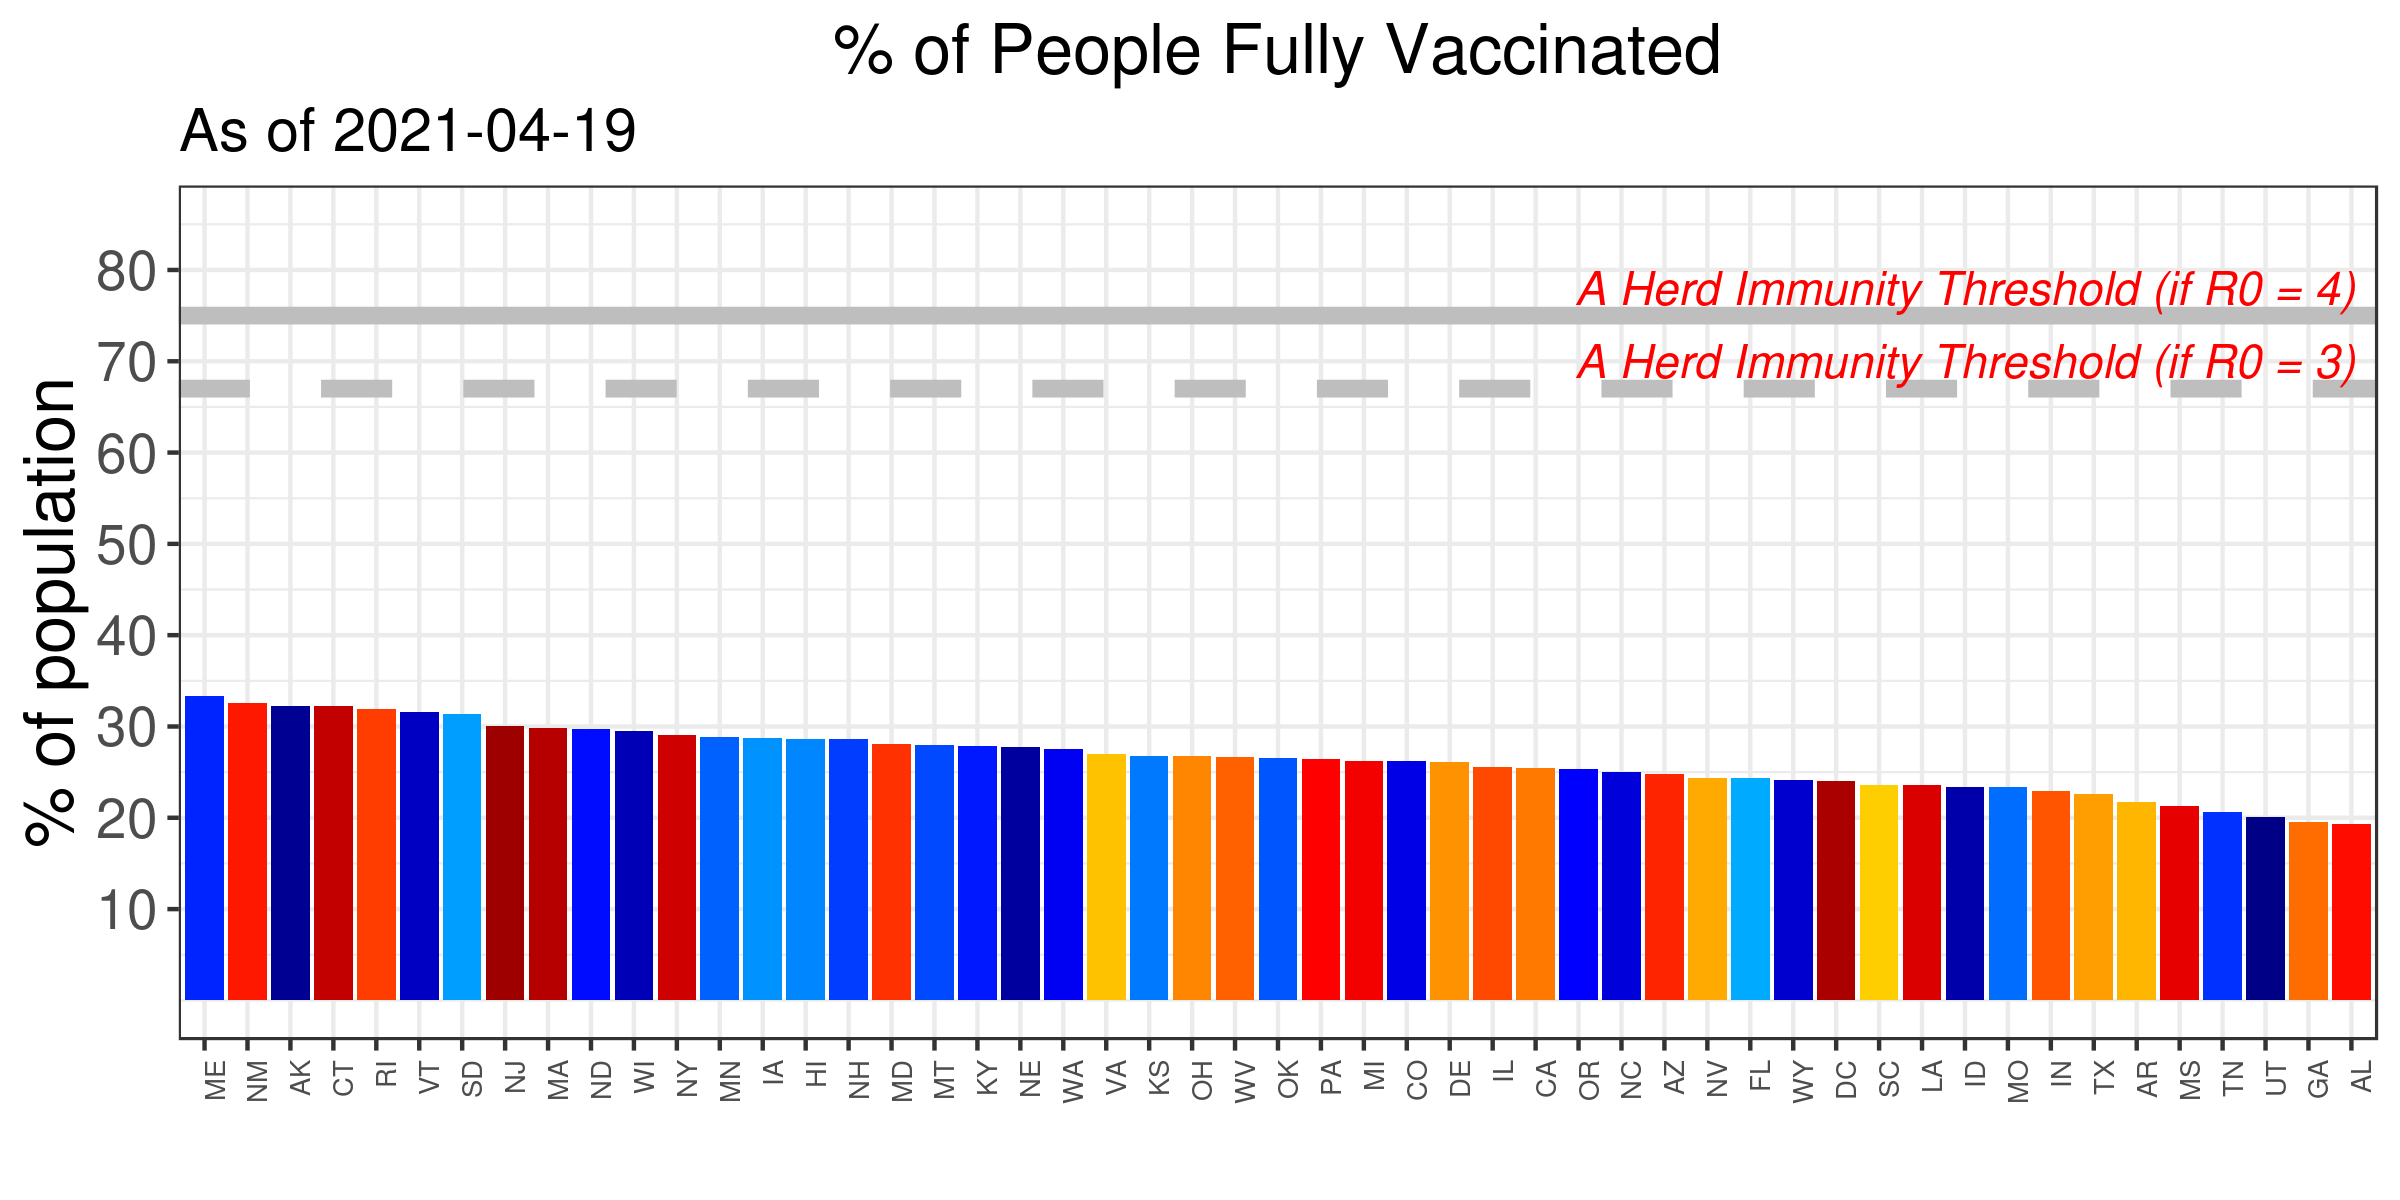 % of People Fully Vaccinated
As of 2021-04-19
% of population
80
70
60
50
40
30
20
10
A Herd Immunity Threshold (if R0 = 4)
A Herd Immunity Threshold (if R0 = 3)
ME NM AK CT RI VT SD NJ MA ND WI NY MN IA HI NH MD MT KY NE WA VA KS OH WV OK PA MI CO DE IL CA OR NC AZ NV FL WY DC SC LA ID MO IN TX AR MS TN UT GA AL